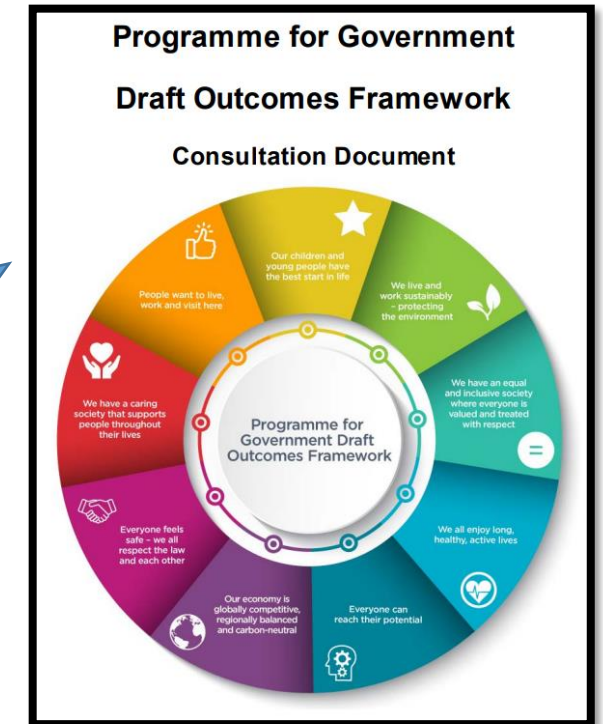 Programme for Government
Draft Outcomes Framework
Consultation Document
Our children and
young people have
the best start in life
We live and
work sustainably
– protecting
the environment
We have an equal
and inclusive society
where everyone is
valued and treated
with respect
=
We all enjoy long,
healthy, active lives
Everyone can
reach their potential
Our economy is
globally competitive,
regionally balanced
and carbon-neutral
Everyone feels
safe – we all
respect the law
and each other
We have a caring
society that supports
people throughout
their lives
People want to live,
work and visit here
Programme for
Government Draft
Outcomes Framework